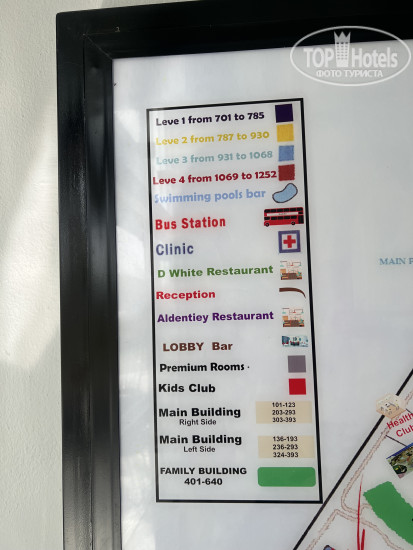 TOPHotels
ФОТО ТУРИСТА
Leve 1 from 701 to 785
Leve 2 from 787 to 930
Leve 3 from 931 to 1068
Leve 4 from 1069 to 1252
Swimming pools bar
Bus Station
Clinic
D White Restaurant
Reception
Aldentiey Restaurant
LOBBY Bar
Premium Rooms
Kids Club
Main Building
Right Side
101-123
203-293
303-393
Main Building
Left Side
136-193
236-293
324-393
FAMILY BUILDING
401-640
MAIN P
Health
Club